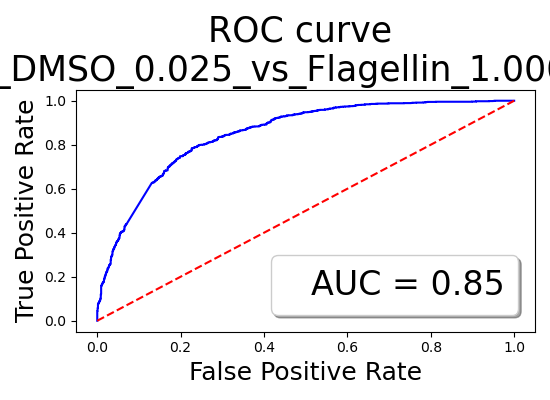 ROC curve
_DMSO_0.025_vs_Flagellin_1.000
True Positive Rate
1.0
0.8
0.6
0.4
0.2
0.0
AUC = 0.85
0.0 0.2 0.4 0.6 0.8 1.0
False Positive Rate